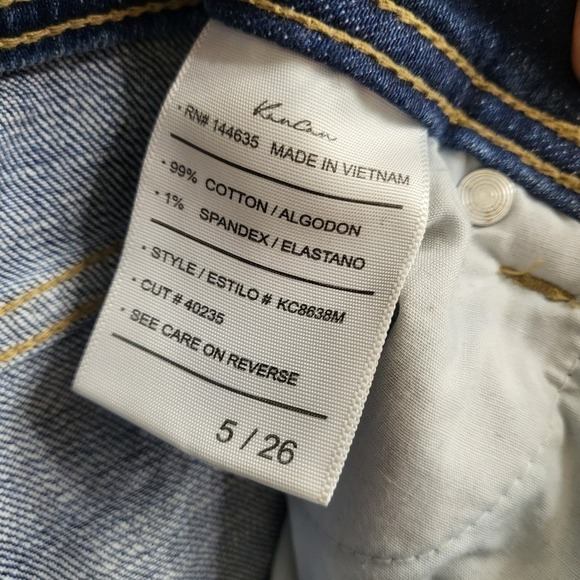 KanCan
· RN# 144635 MADE IN VIETNAM
· 99% COTTON / ALGODON
· 1% SPANDEX / ELASTANO
· STYLE / ESTILO # KC8638M
· CUT # 40235
· SEE CARE ON REVERSE
5 / 26